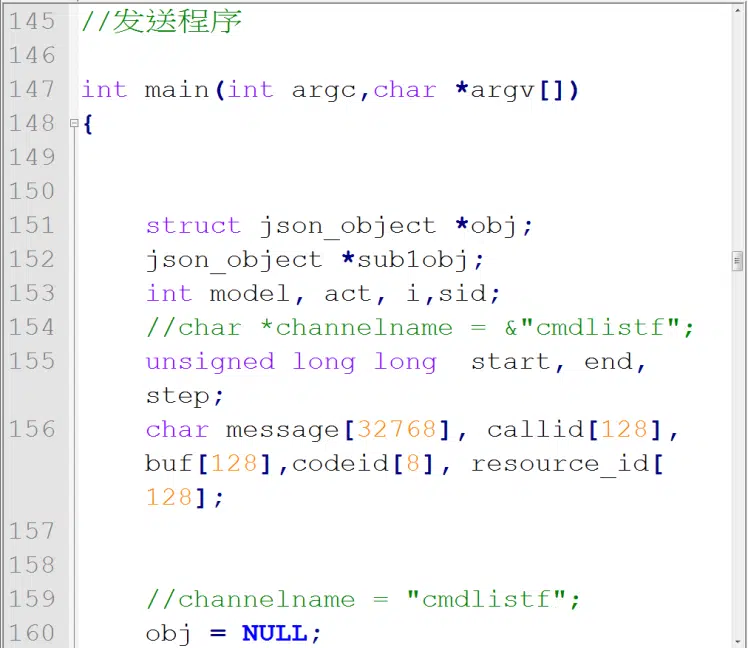 145 //发送程序
146
147 int main(int argc,char *argv[])
148 {
149
150
151 struct json_object *obj;
152 json_object *sub1obj;
153 int model, act, i,sid;
154 //char *channelname = &"cmdlistf";
155 unsigned long long  start, end,
step;
156 char message[32768], callid[128],
buf[128],codeid[8], resource_id[
128];
157
158
159 //channelname = "cmdlistf";
160 obj = NULL;